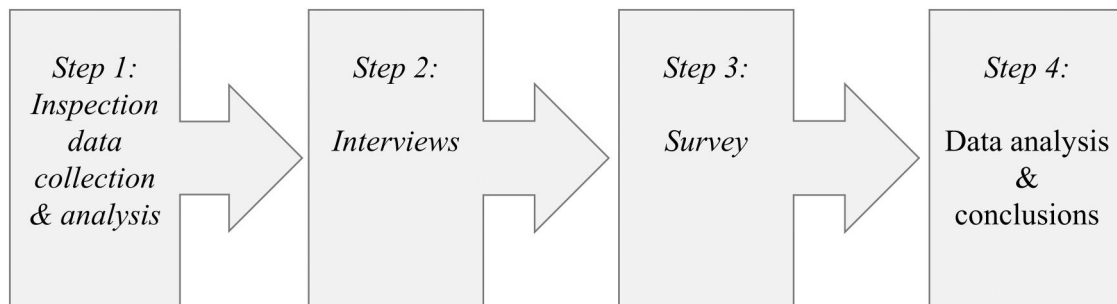 Step 1:
Inspection
data
collection
& analysis
Step 2:
Interviews
Step 3:
Survey
Step 4:
Data analysis
&
conclusions